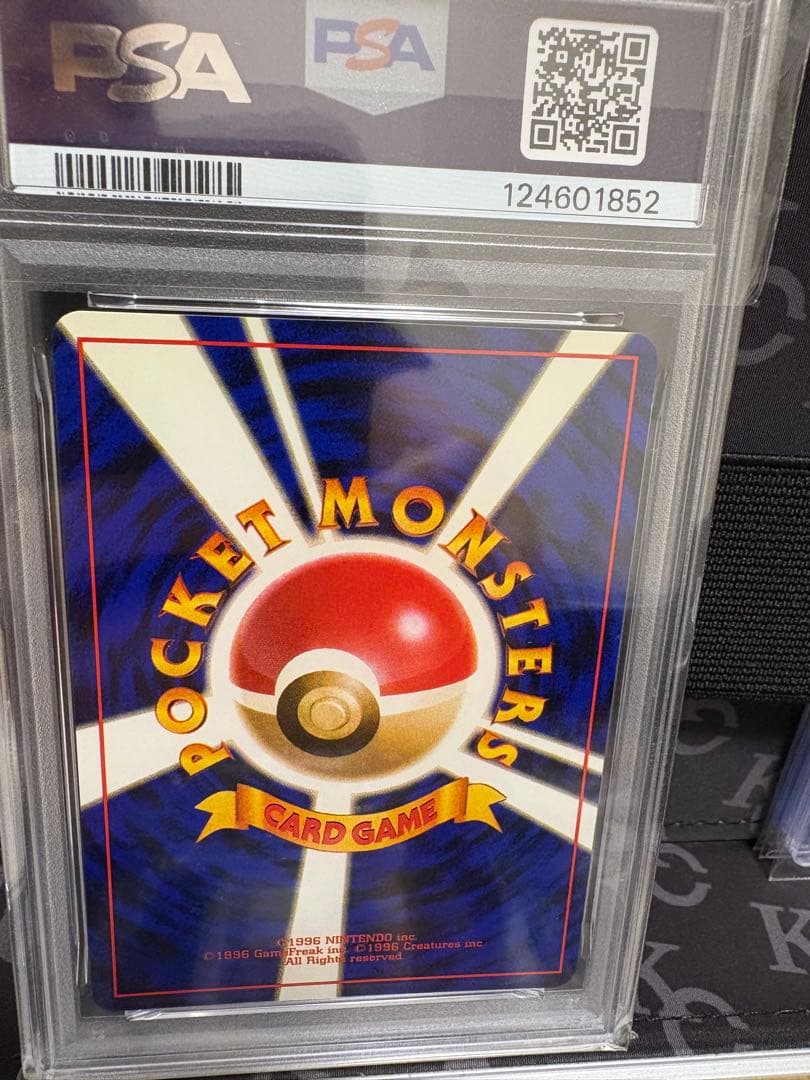 PSA
PSA
124601852
POCKET MONSTERS
CARD GAME
©1996 NINTENDO inc.
©1996 GameFreak inc. ©1996 Creatures inc.
All Rights reserved.
K
C
K
K
C